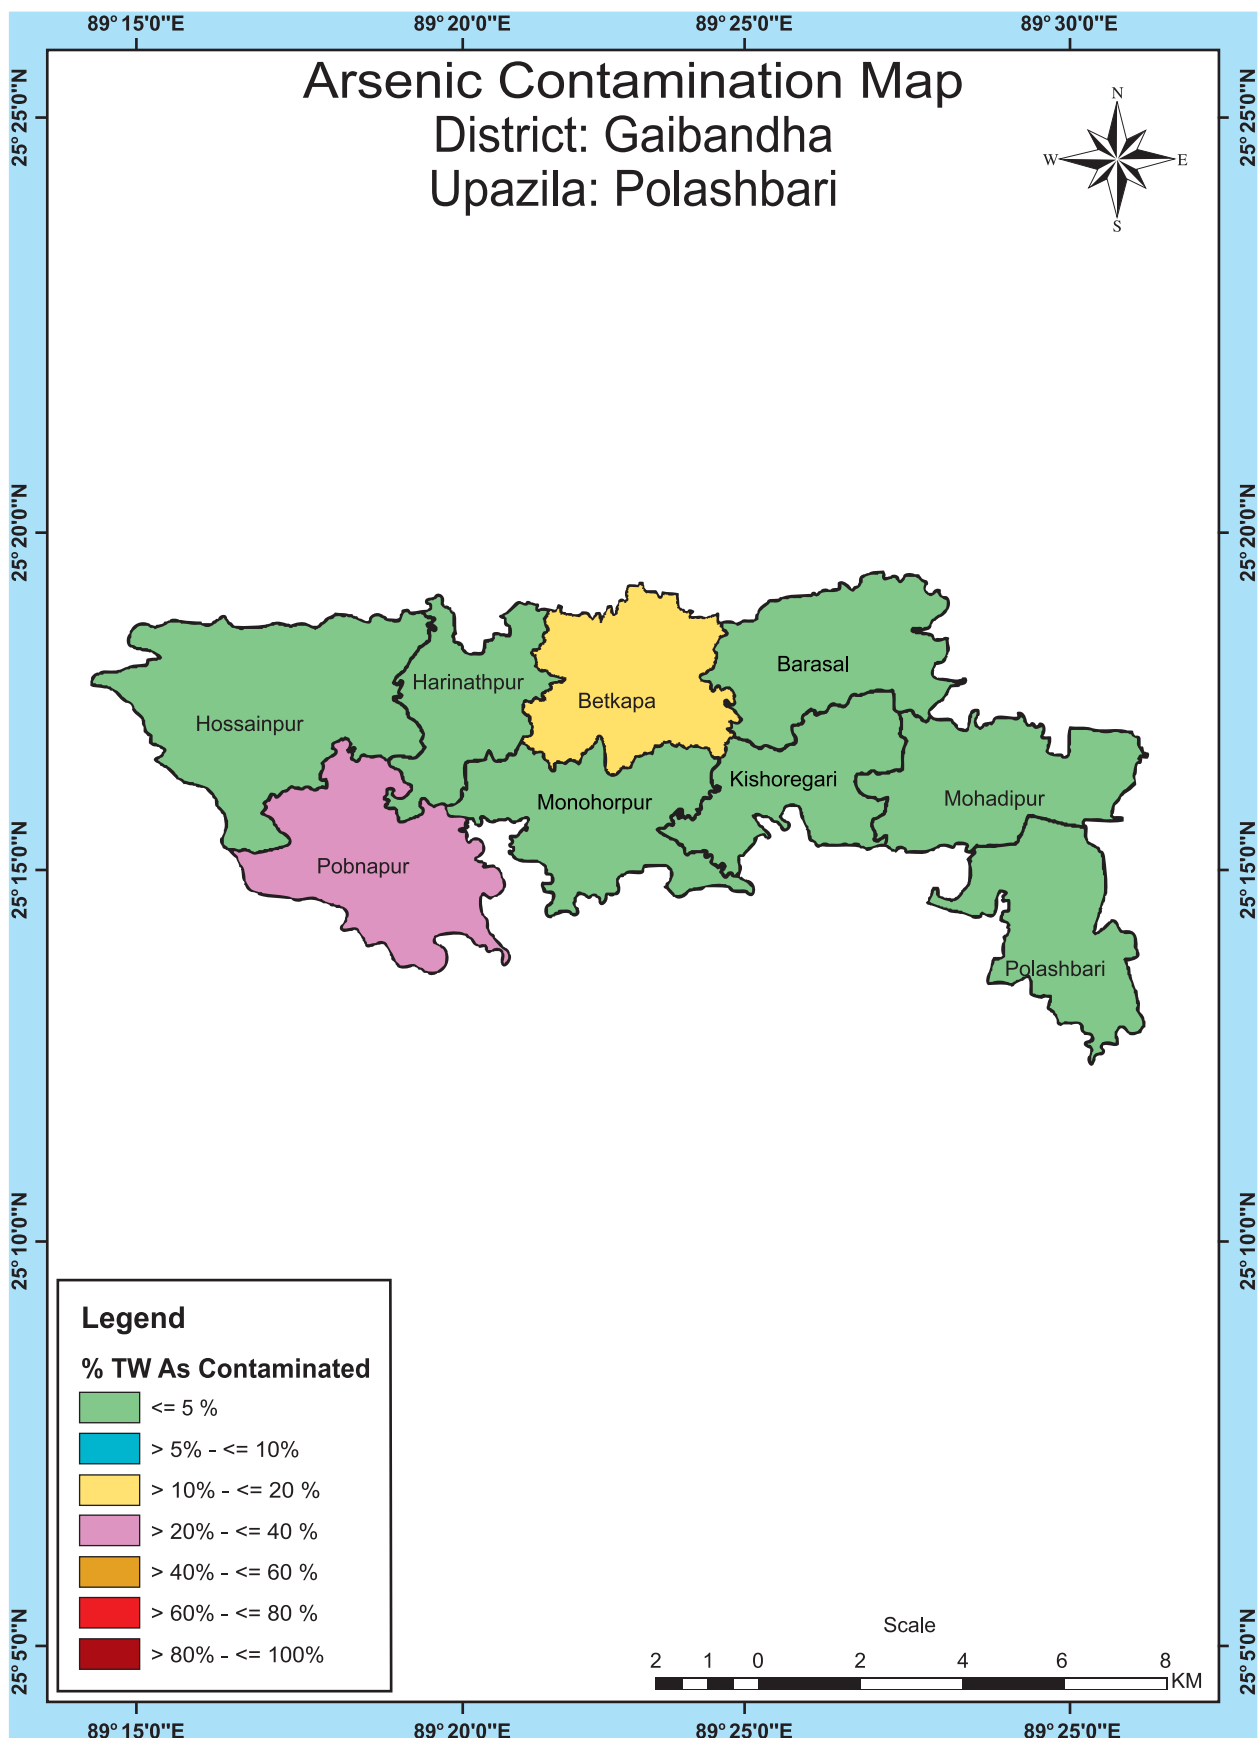 89° 15'0"E
89° 20'0"E
89° 25'0"E
89° 30'0"E
Arsenic Contamination Map
District: Gaibandha
Upazila: Polashbari
N
W
E
S
25° 25'0"N
25° 25'0"N
25° 20'0"N
25° 20'0"N
Barasal
Harinathpur
Betkapa
Hossainpur
Kishoregari
Monohorpur
Mohadipur
Pobnapur
25° 15'0"N
25° 15'0"N
Polashbari
25° 10'0"N
25° 10'0"N
Legend
% TW As Contaminated
<= 5 %
> 5% - <= 10%
> 10% - <= 20 %
> 20% - <= 40 %
> 40% - <= 60 %
> 60% - <= 80 %
> 80% - <= 100%
25° 5'0"N
25° 5'0"N
Scale
2 1 0 2 4 6 8
KM
89° 15'0"E
89° 20'0"E
89° 25'0"E
89° 25'0"E